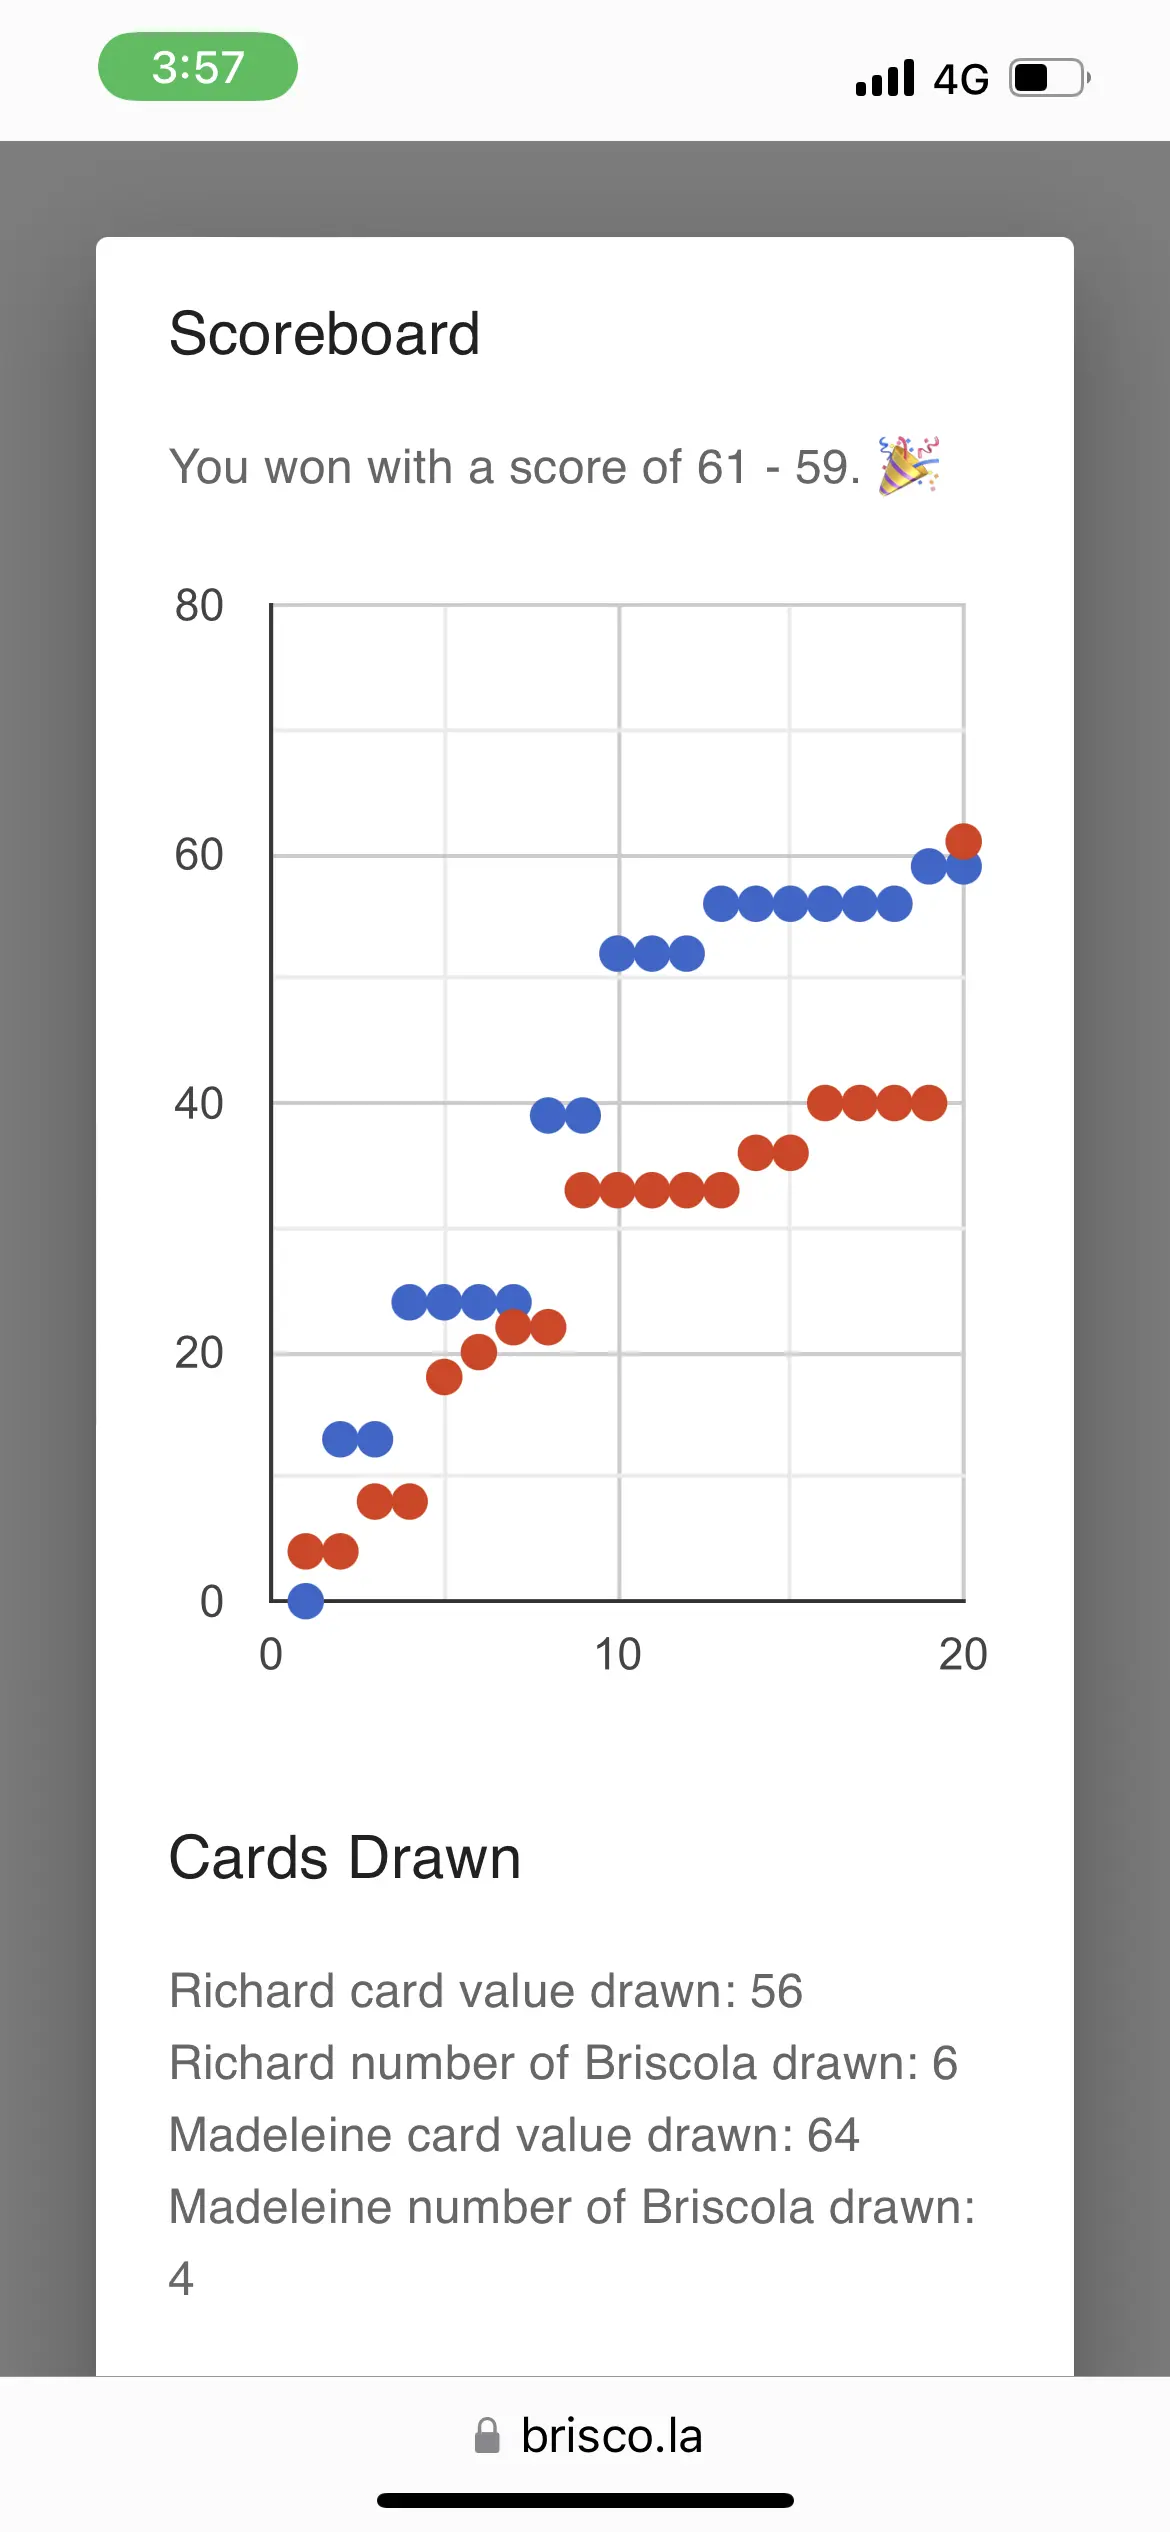 3:57
4G
Scoreboard
You won with a score of 61 - 59. 🎉
80
60
40
20
0
0 10 20
Cards Drawn
Richard card value drawn: 56
Richard number of Briscola drawn: 6
Madeleine card value drawn: 64
Madeleine number of Briscola drawn:
4
brisco.la